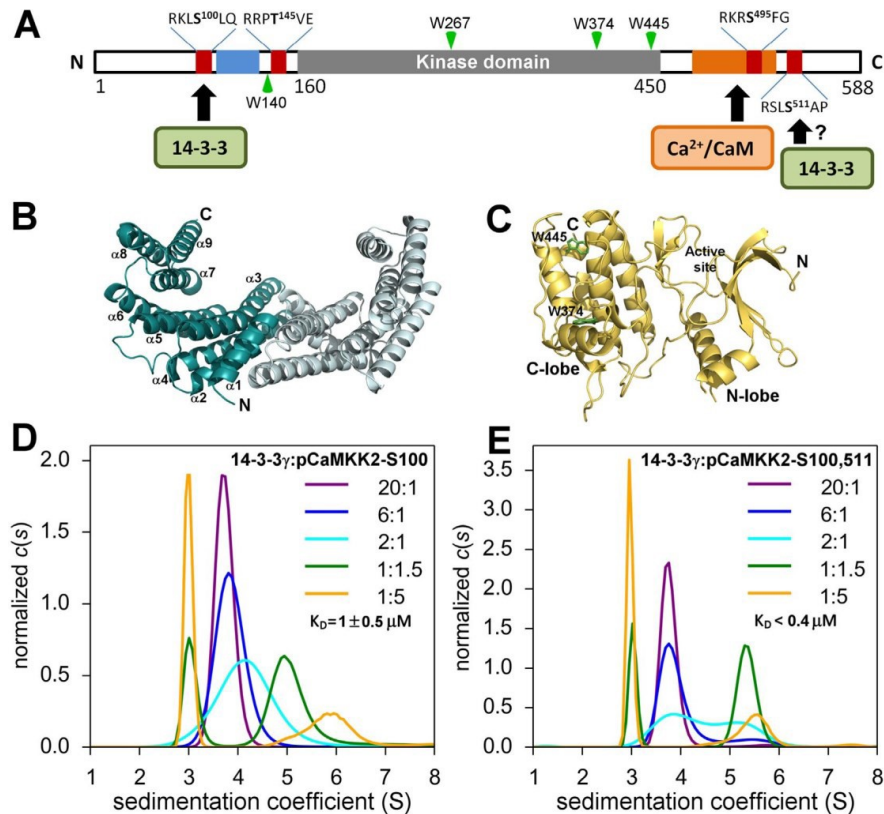 A
RKLS¹⁰⁰LQ RRPT¹⁴⁵VE W267 W374 W445 RKRS⁴⁹⁵FG
N Kinase domain C
1 W140 160 450 RSLS⁵¹¹AP 588
14-3-3 Ca²⁺/CaM ?
14-3-3
B
C
α8 α9
α7 α3
α6
α5
α4 α1
α2 N
C
C
W445 Active
site N
W374
C-lobe
N-lobe
D
14-3-3γ:pCaMKK2-S100
2.0
20:1
6:1
1.5
2:1
1:1.5
1.0
1:5
K_D=1±0.5 μM
0.5
0.0
normalized c(s)
1 2 3 4 5 6 7 8
sedimentation coefficient (S)
E
14-3-3γ:pCaMKK2-S100,511
3.5
20:1
3.0
6:1
2.5
2:1
2.0
1:1.5
1.5
1:5
K_D< 0.4 μM
1.0
0.5
0.0
normalized c(s)
1 2 3 4 5 6 7 8
sedimentation coefficient (S)